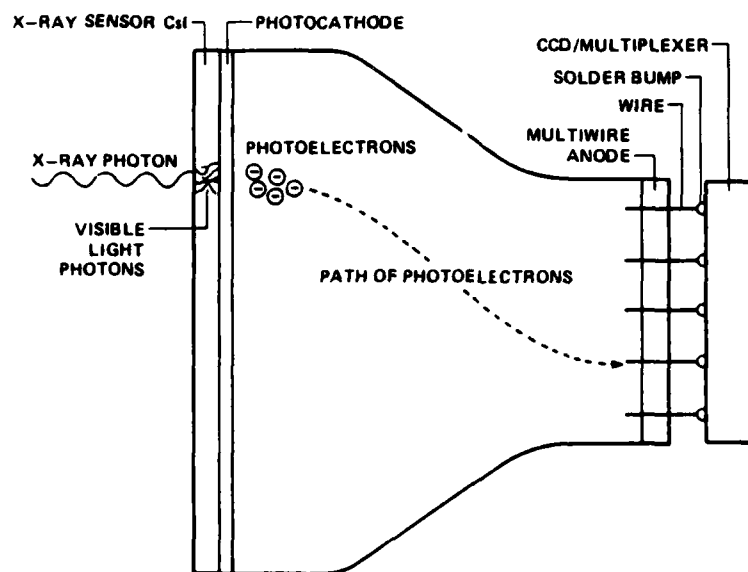 X-RAY SENSOR CsI
PHOTOCATHODE
CCD/MULTIPLEXER
SOLDER BUMP
WIRE
MULTIWIRE
ANODE
PHOTOELECTRONS
X-RAY PHOTON
VISIBLE
LIGHT
PHOTONS
PATH OF PHOTOELECTRONS